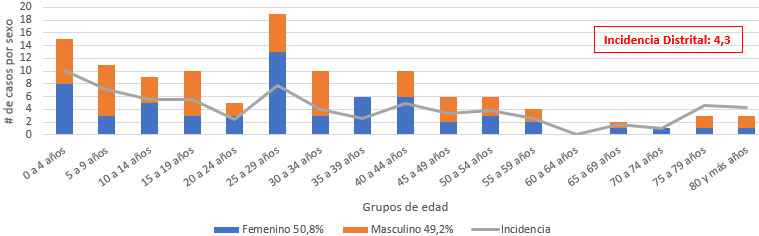 # de casos por sexo
20
18
16
14
12
10
8
6
4
2
0
Incidencia Distrital: 4,3
0 a 4 años
5 a 9 años
10 a 14 años
15 a 19 años
20 a 24 años
25 a 29 años
30 a 34 años
35 a 39 años
40 a 44 años
45 a 49 años
50 a 54 años
55 a 59 años
60 a 64 años
65 a 69 años
70 a 74 años
75 a 79 años
80 y más años
Grupos de edad
Femenino 50,8% Masculino 49,2% Incidencia